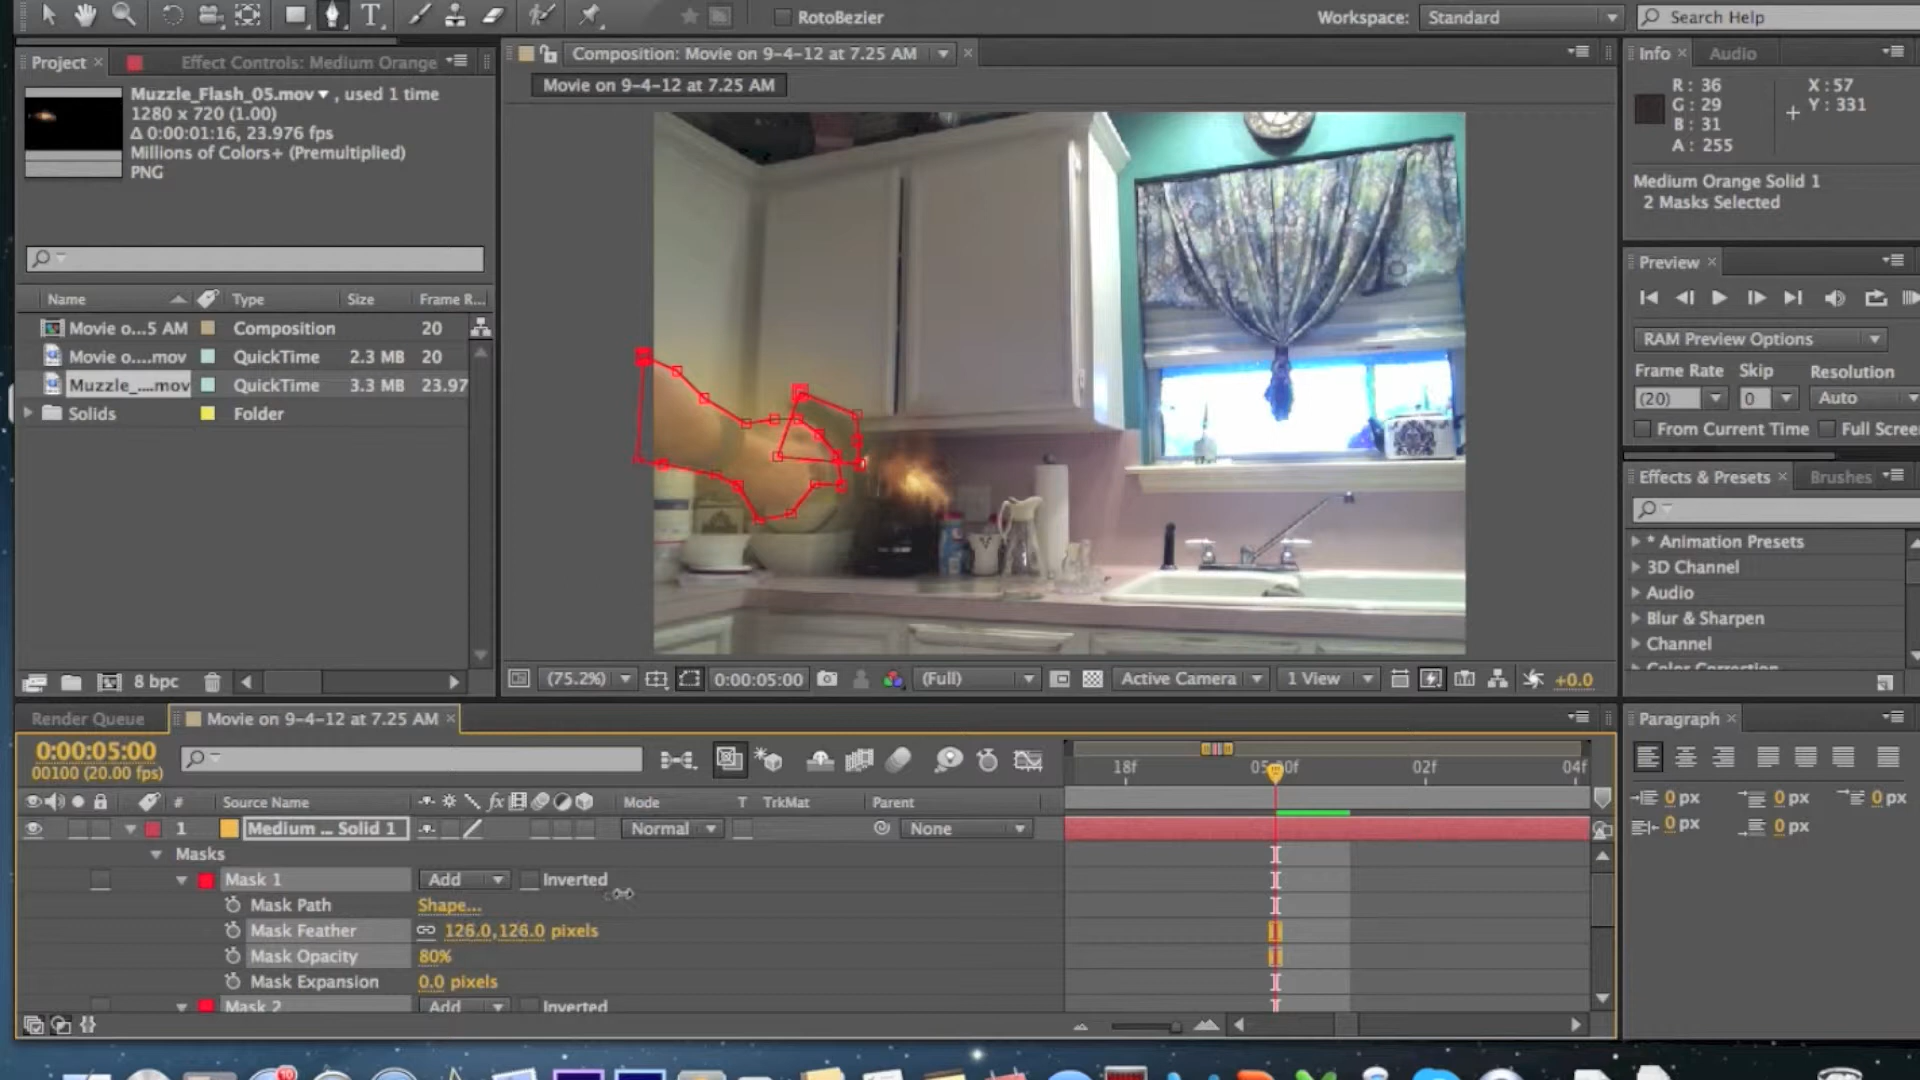 T
RotoBezier
Workspace:
Standard
Search Help
Project
Effect Controls: Medium Orange
Muzzle_Flash_05.mov , used 1 time
1280 x 720 (1.00)
Δ 0:00:01:16, 23.976 fps
Millions of Colors+ (Premultiplied)
PNG
Name
Type
Size
Frame R...
Movie o...5 AM
Composition
20
Movie o....mov
QuickTime
2.3 MB
20
Muzzle_....mov
QuickTime
3.3 MB
23.97
Solids
Folder
8 bpc
Composition: Movie on 9-4-12 at 7.25 AM
Movie on 9-4-12 at 7.25 AM
(75.2%)
0:00:05:00
(Full)
Active Camera
1 View
+0.0
Info
Audio
R: 36
G: 29
B: 31
A: 255
X: 57
Y: 331
Medium Orange Solid 1
2 Masks Selected
Preview
RAM Preview Options
Frame Rate
Skip
Resolution
(20)
0
Auto
From Current Time
Full Scree
Effects & Presets
Brushes
* Animation Presets
3D Channel
Audio
Blur & Sharpen
Channel
Color Correction
Paragraph
0 px
0 px
0 px
0 px
0 px
Render Queue
Movie on 9-4-12 at 7.25 AM
0:00:05:00
00100 (20.00 fps)
18f
02f
04f
#
Source Name
fx
Mode
T
TrkMat
Parent
1
Medium ... Solid 1
Normal
None
Masks
Mask 1
Add
Inverted
Mask Path
Shape...
Mask Feather
126.0,126.0 pixels
Mask Opacity
80%
Mask Expansion
0.0 pixels
Mask 2
Add
Inverted
10